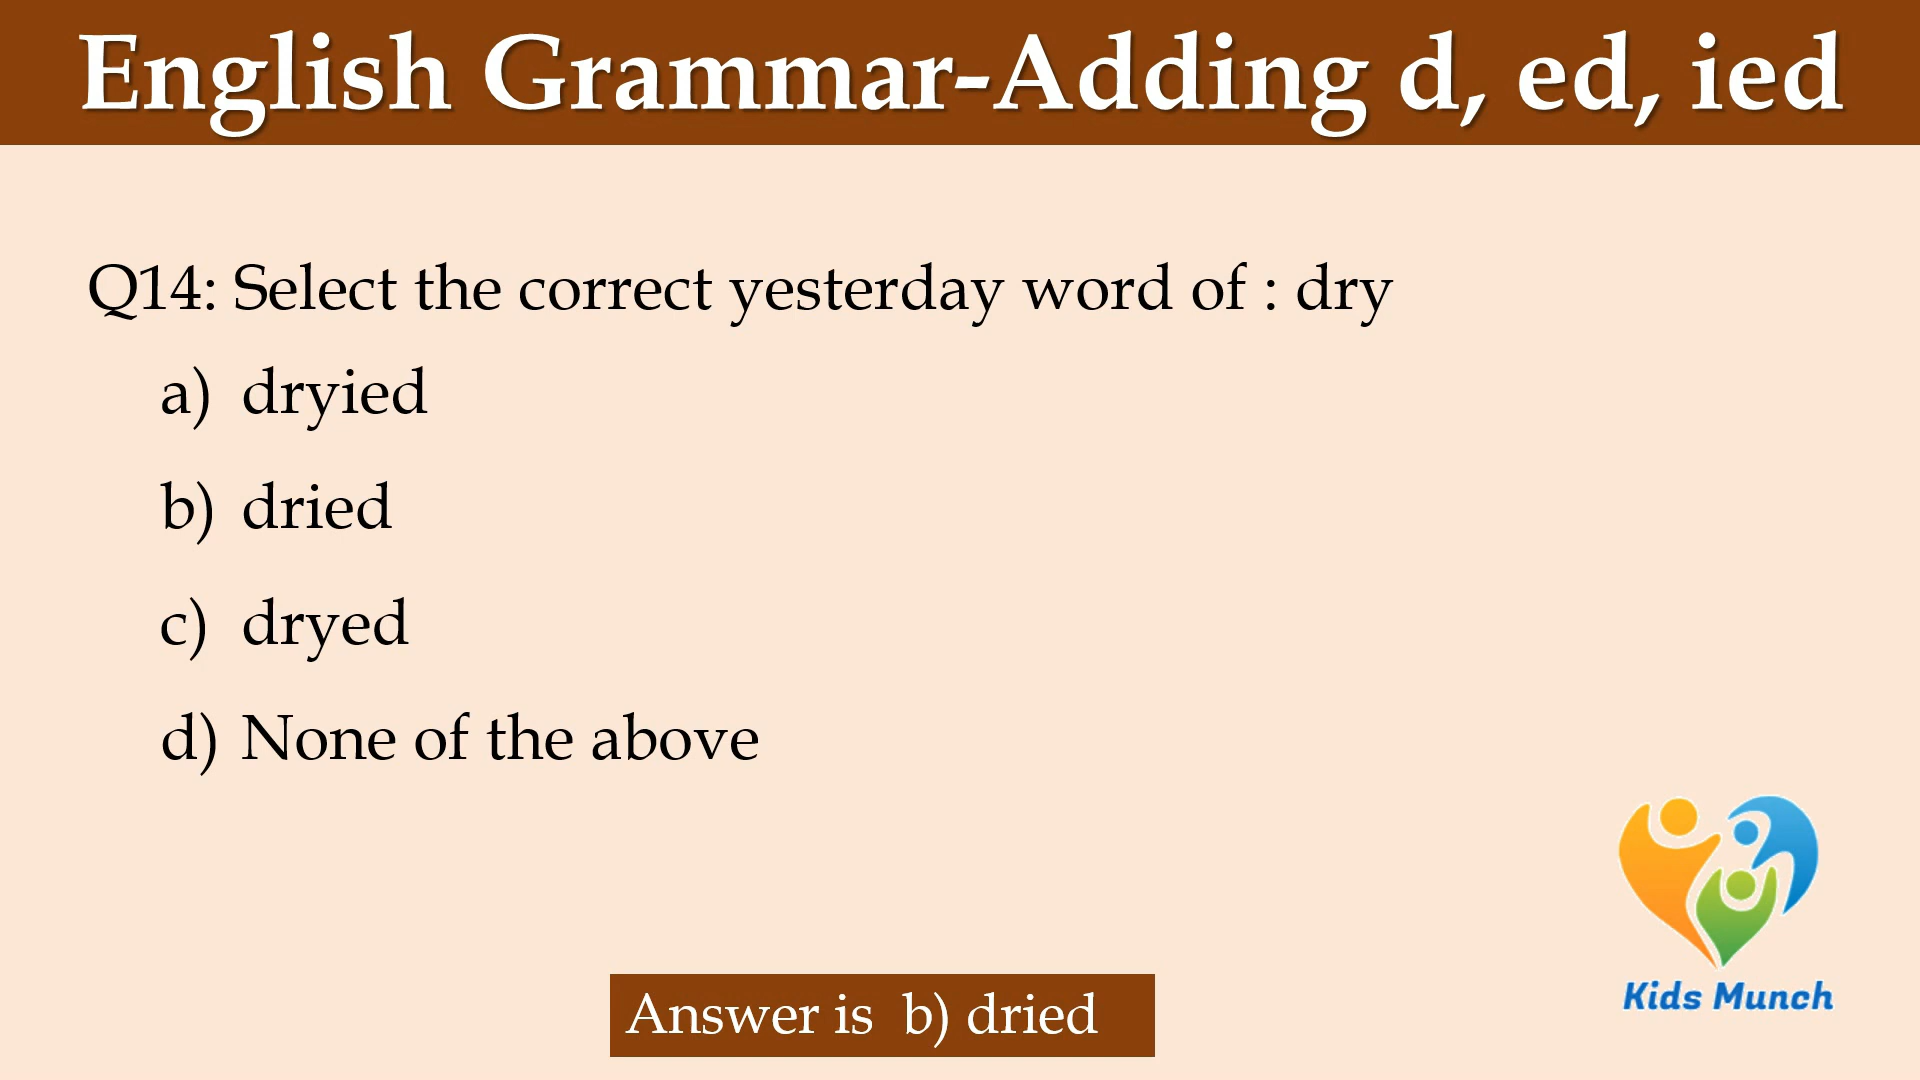 English Grammar-Adding d, ed, ied
Q14: Select the correct yesterday word of : dry
a) dryied
b) dried
c) dryed
d) None of the above
Kids Munch
Answer is b) dried